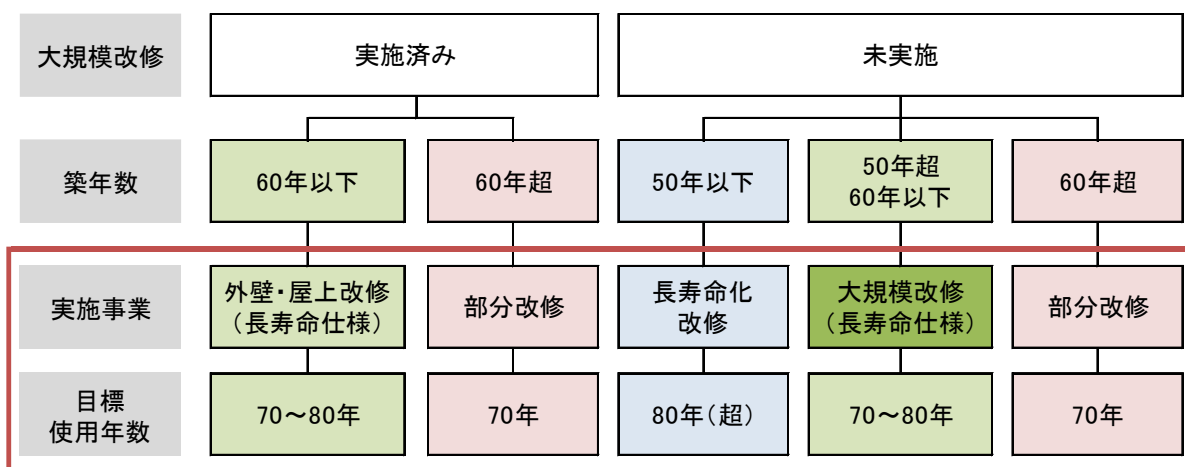 大規模改修
実施済み
未実施
築年数
60年以下
60年超
50年以下
50年超
60年以下
60年超
実施事業
外壁・屋上改修
（長寿命仕様）
部分改修
長寿命化
改修
大規模改修
（長寿命仕様）
部分改修
目標
使用年数
70～80年
70年
80年（超）
70～80年
70年